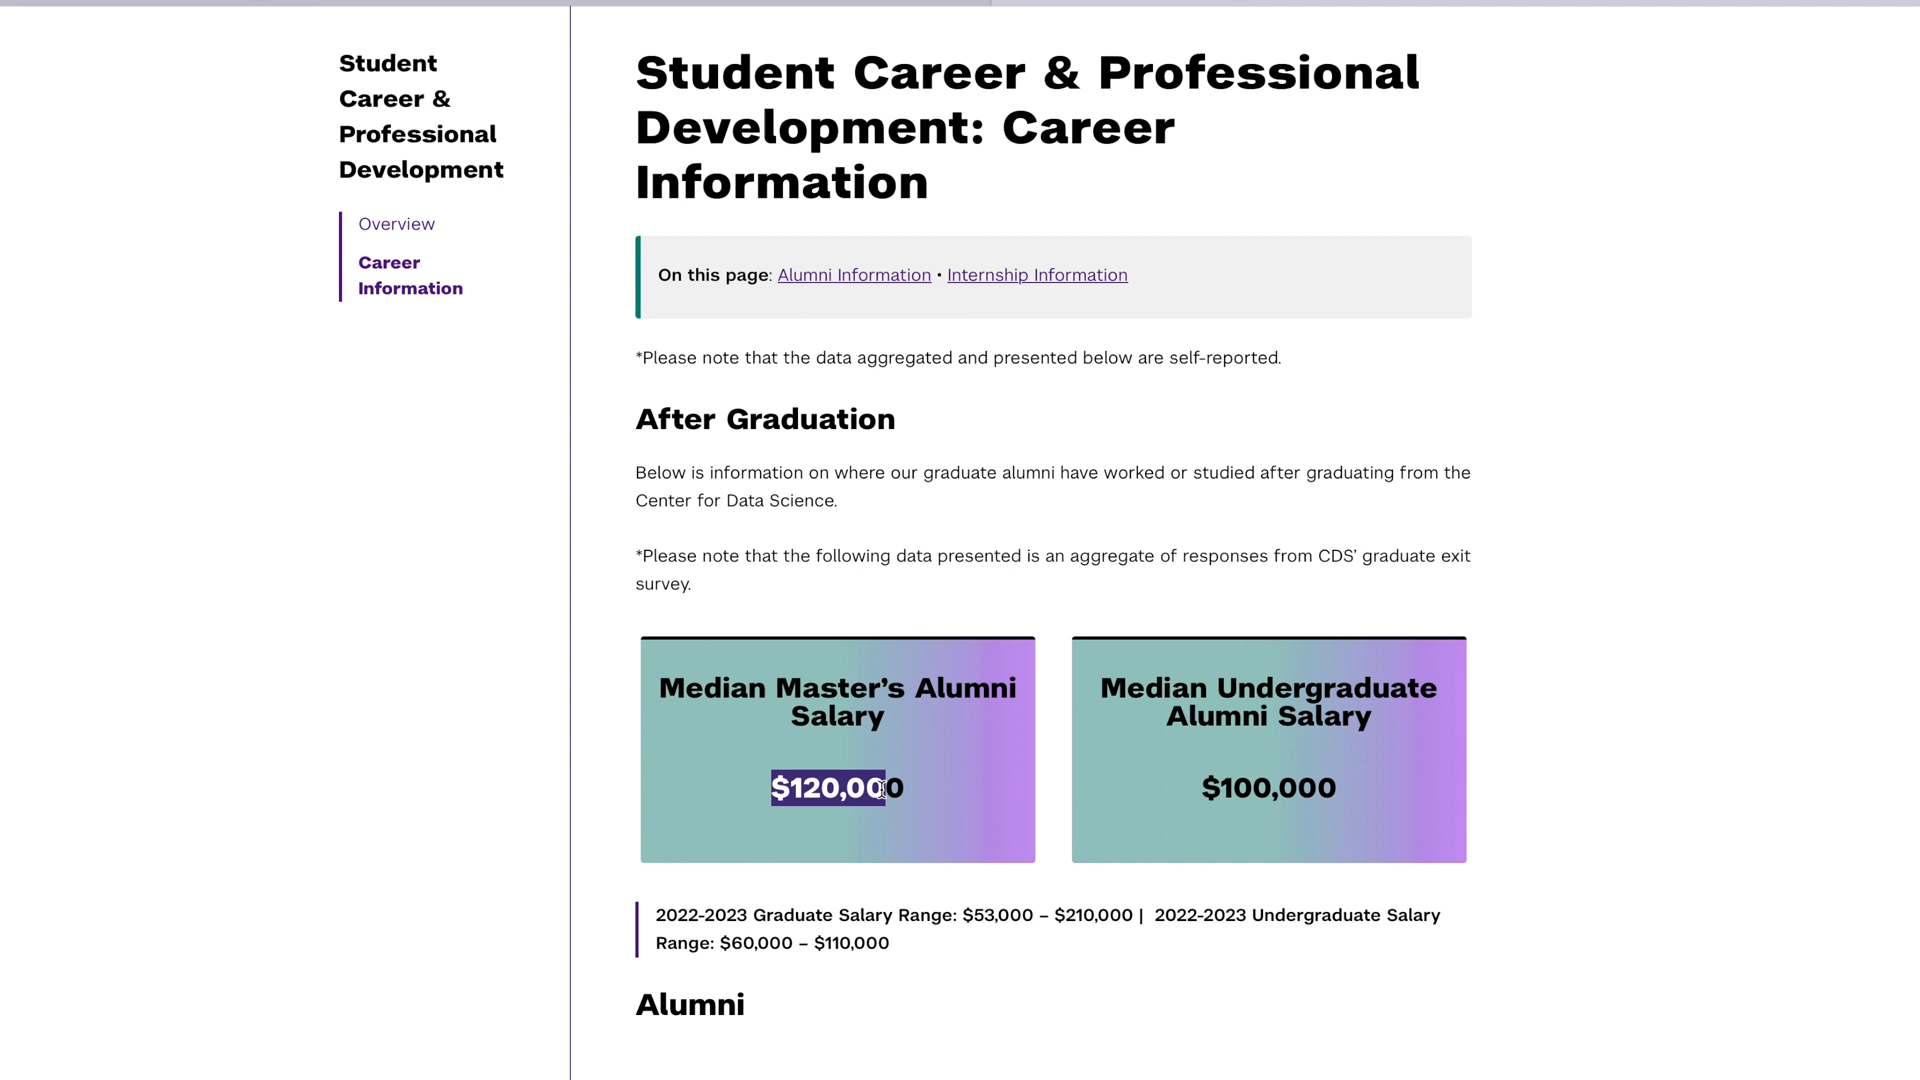 Student
Career &
Professional
Development
Overview
Career
Information
Student Career & Professional
Development: Career
Information
On this page: Alumni Information • Internship Information
*Please note that the data aggregated and presented below are self-reported.
After Graduation
Below is information on where our graduate alumni have worked or studied after graduating from the
Center for Data Science.
*Please note that the following data presented is an aggregate of responses from CDS’ graduate exit
survey.
Median Master’s Alumni
Salary
$120,000
Median Undergraduate
Alumni Salary
$100,000
2022-2023 Graduate Salary Range: $53,000 – $210,000 | 2022-2023 Undergraduate Salary
Range: $60,000 – $110,000
Alumni